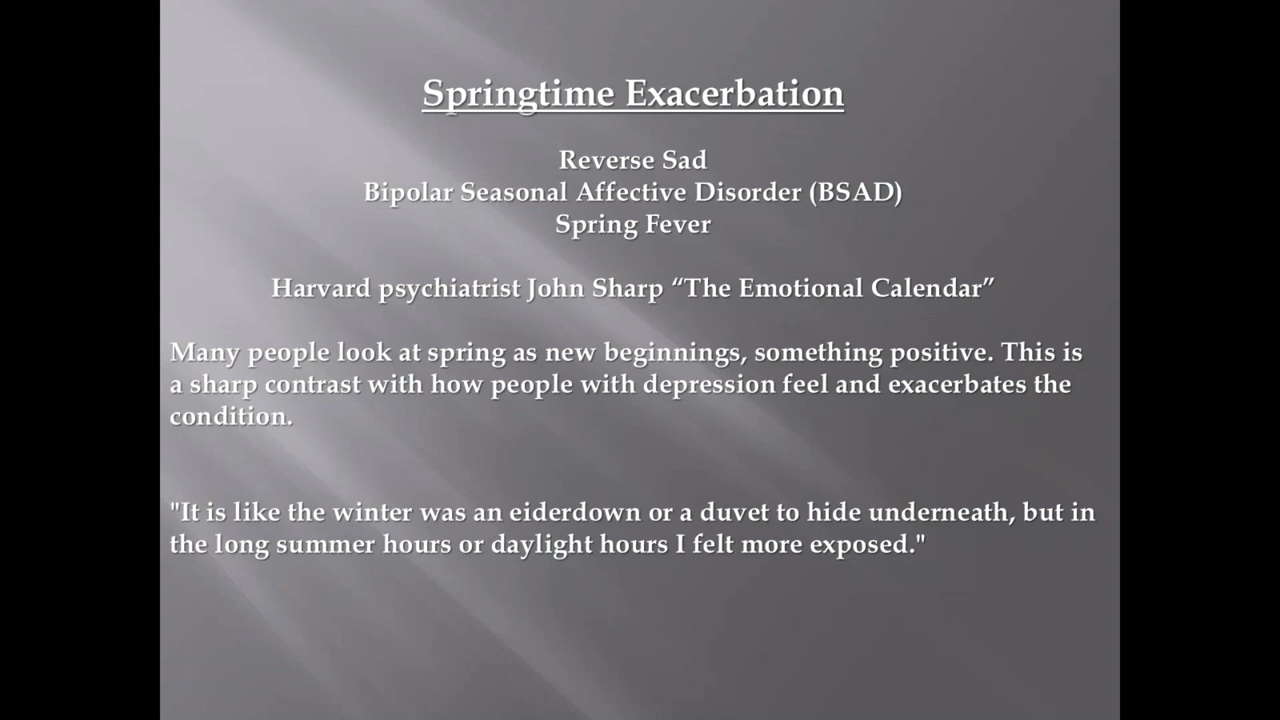 Springtime Exacerbation
Reverse Sad
Bipolar Seasonal Affective Disorder (BSAD)
Spring Fever
Harvard psychiatrist John Sharp “The Emotional Calendar”
Many people look at spring as new beginnings, something positive. This is
a sharp contrast with how people with depression feel and exacerbates the
condition.
"It is like the winter was an eiderdown or a duvet to hide underneath, but in
the long summer hours or daylight hours I felt more exposed."